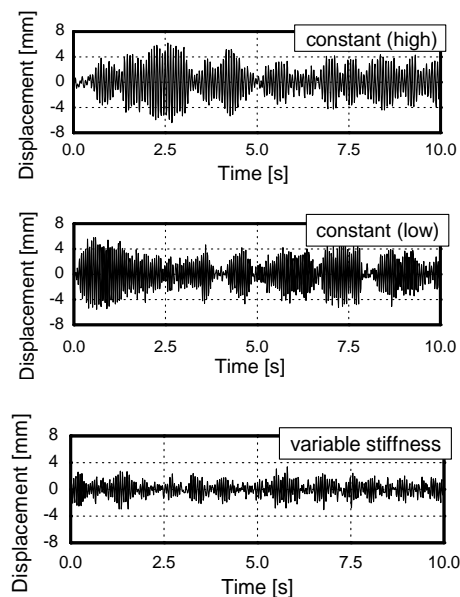 constant (high)
Displacement [mm]
8
4
0
-4
-8
0.0 2.5 5.0 7.5 10.0
Time [s]
constant (low)
Displacement [mm]
8
4
0
-4
-8
0.0 2.5 5.0 7.5 10.0
Time [s]
variable stiffness
Displacement [mm]
8
4
0
-4
-8
0.0 2.5 5.0 7.5 10.0
Time [s]